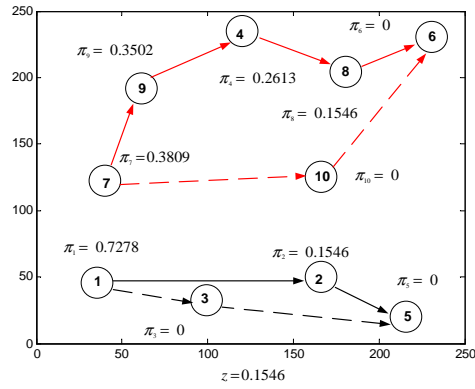 250
200
150
100
50
0
0 50 100 150 200 250
π₉ = 0.3502
4
π₆ = 0
6
9
π₄ = 0.2613
8
π₈ = 0.1546
π₇ = 0.3809
7
10
π₁₀ = 0
π₁ = 0.7278
π₂ = 0.1546
1
2
π₅ = 0
3
5
π₃ = 0
z = 0.1546